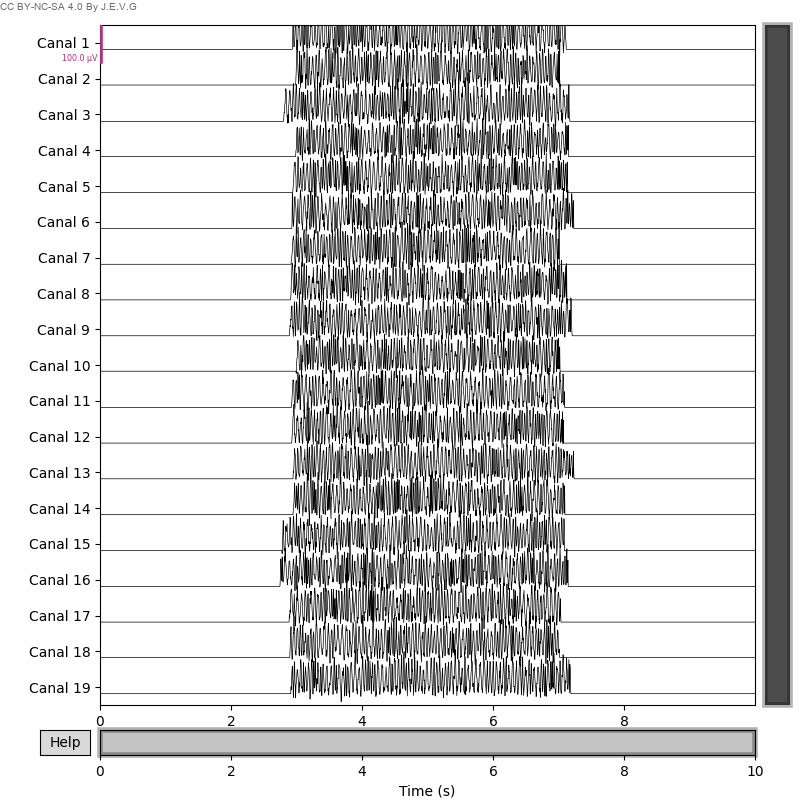 CC BY-NC-SA 4.0 By J.E.V.G
Canal 1
100.0 µV
Canal 2
Canal 3
Canal 4
Canal 5
Canal 6
Canal 7
Canal 8
Canal 9
Canal 10
Canal 11
Canal 12
Canal 13
Canal 14
Canal 15
Canal 16
Canal 17
Canal 18
Canal 19
0 2 4 6 8
Help
0 2 4 6 8 10
Time (s)